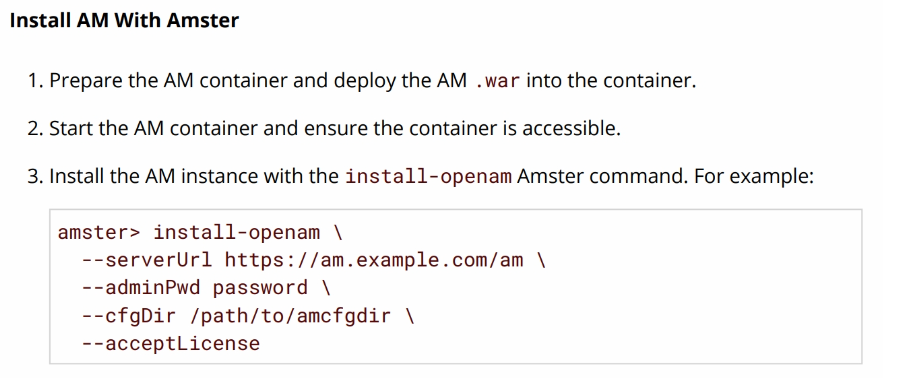 Install AM With Amster
1. Prepare the AM container and deploy the AM .war into the container.
2. Start the AM container and ensure the container is accessible.
3. Install the AM instance with the install-openam Amster command. For example:
amster> install-openam \
--serverUrl https://am.example.com/am \
--adminPwd password \
--cfgDir /path/to/amcfgdir \
--acceptLicense